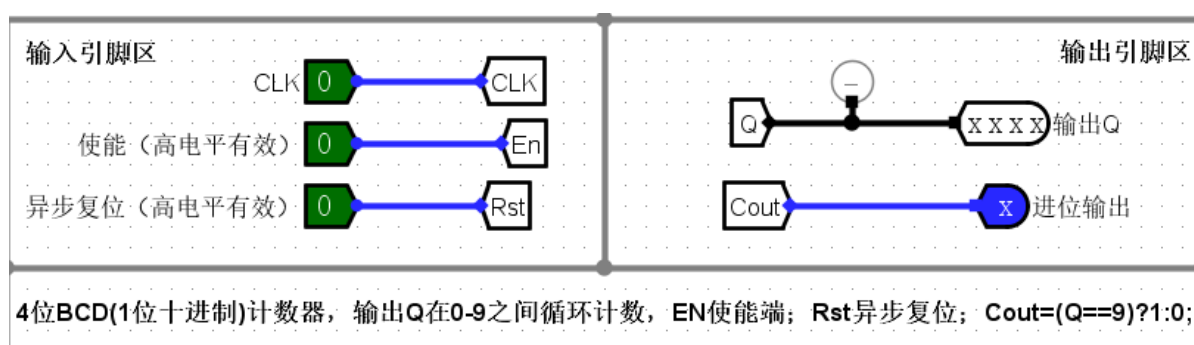 输入引脚区
输出引脚区
CLK 0 CLK
使能（高电平有效） 0 En
异步复位（高电平有效） 0 Rst
Q x x x x 输出Q
Cout x 进位输出
4位BCD(1位十进制)计数器，输出Q在0-9之间循环计数，EN使能端；Rst异步复位；Cout=(Q==9)?1:0;